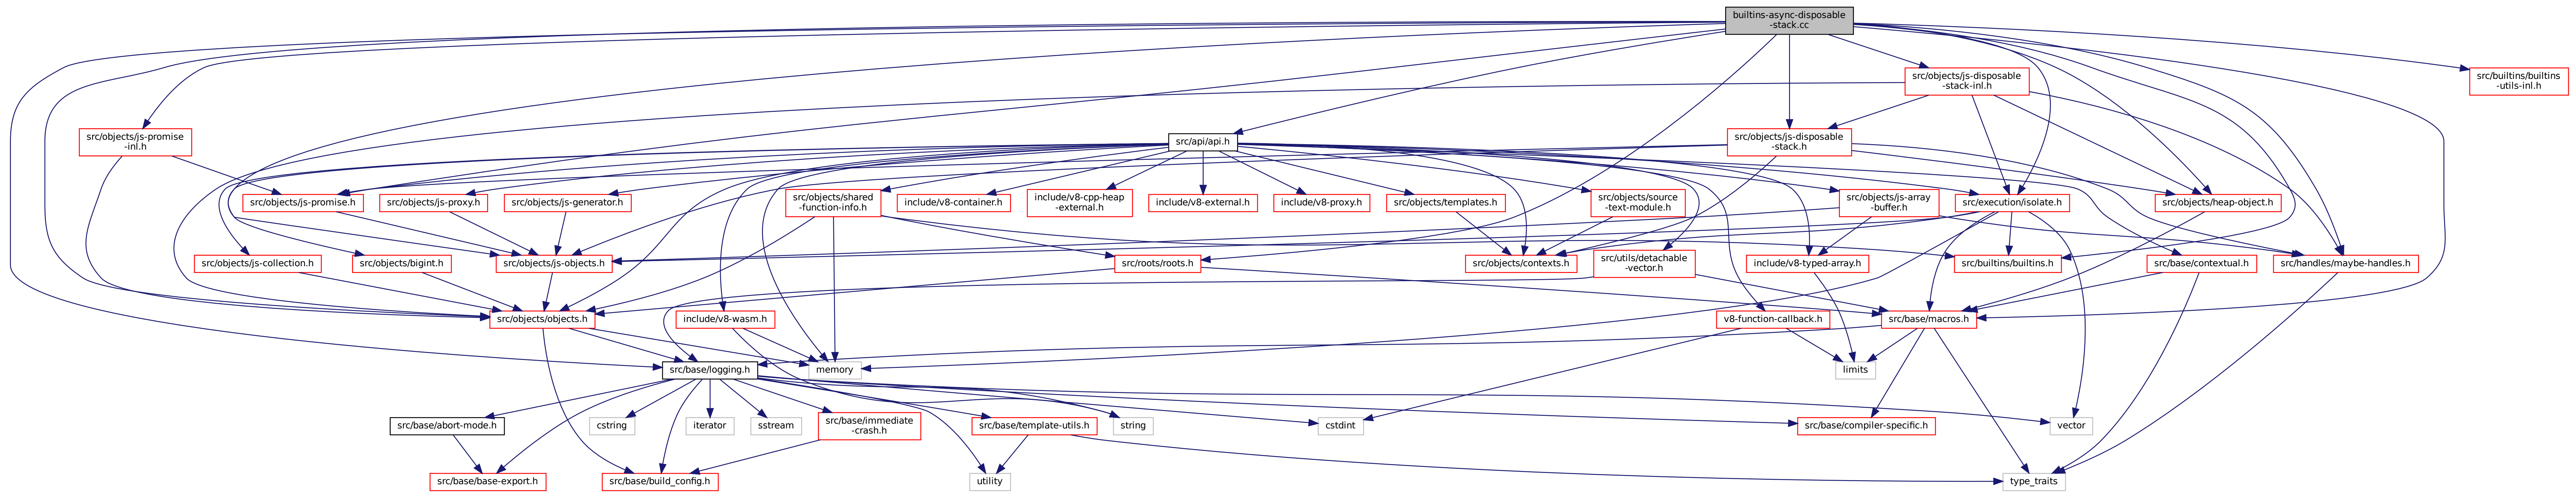 builtins-async-disposable
-stack.cc
src/objects/js-disposable
-stack-inl.h
src/builtins/builtins
-utils-inl.h
src/objects/js-promise
-inl.h
src/api/api.h
src/objects/js-disposable
-stack.h
src/objects/js-promise.h
src/objects/js-proxy.h
src/objects/js-generator.h
src/objects/shared
-function-info.h
include/v8-container.h
include/v8-cpp-heap
-external.h
include/v8-external.h
include/v8-proxy.h
src/objects/templates.h
src/objects/source
-text-module.h
src/objects/js-array
-buffer.h
src/execution/isolate.h
src/objects/heap-object.h
src/objects/js-collection.h
src/objects/bigint.h
src/objects/js-objects.h
src/roots/roots.h
src/objects/contexts.h
src/utils/detachable
-vector.h
include/v8-typed-array.h
src/builtins/builtins.h
src/base/contextual.h
src/handles/maybe-handles.h
src/objects/objects.h
include/v8-wasm.h
v8-function-callback.h
src/base/macros.h
src/base/logging.h
memory
limits
src/base/abort-mode.h
cstring
iterator
sstream
src/base/immediate
-crash.h
src/base/template-utils.h
string
cstdint
src/base/compiler-specific.h
vector
src/base/base-export.h
src/base/build_config.h
utility
type_traits